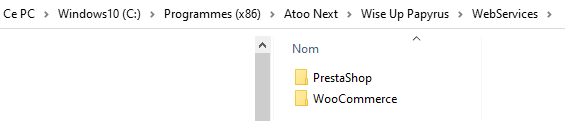 Ce PC > Windows10 (C:) > Programmes (x86) > Atoo Next > Wise Up Papyrus > WebServices >
Nom
PrestaShop
WooCommerce